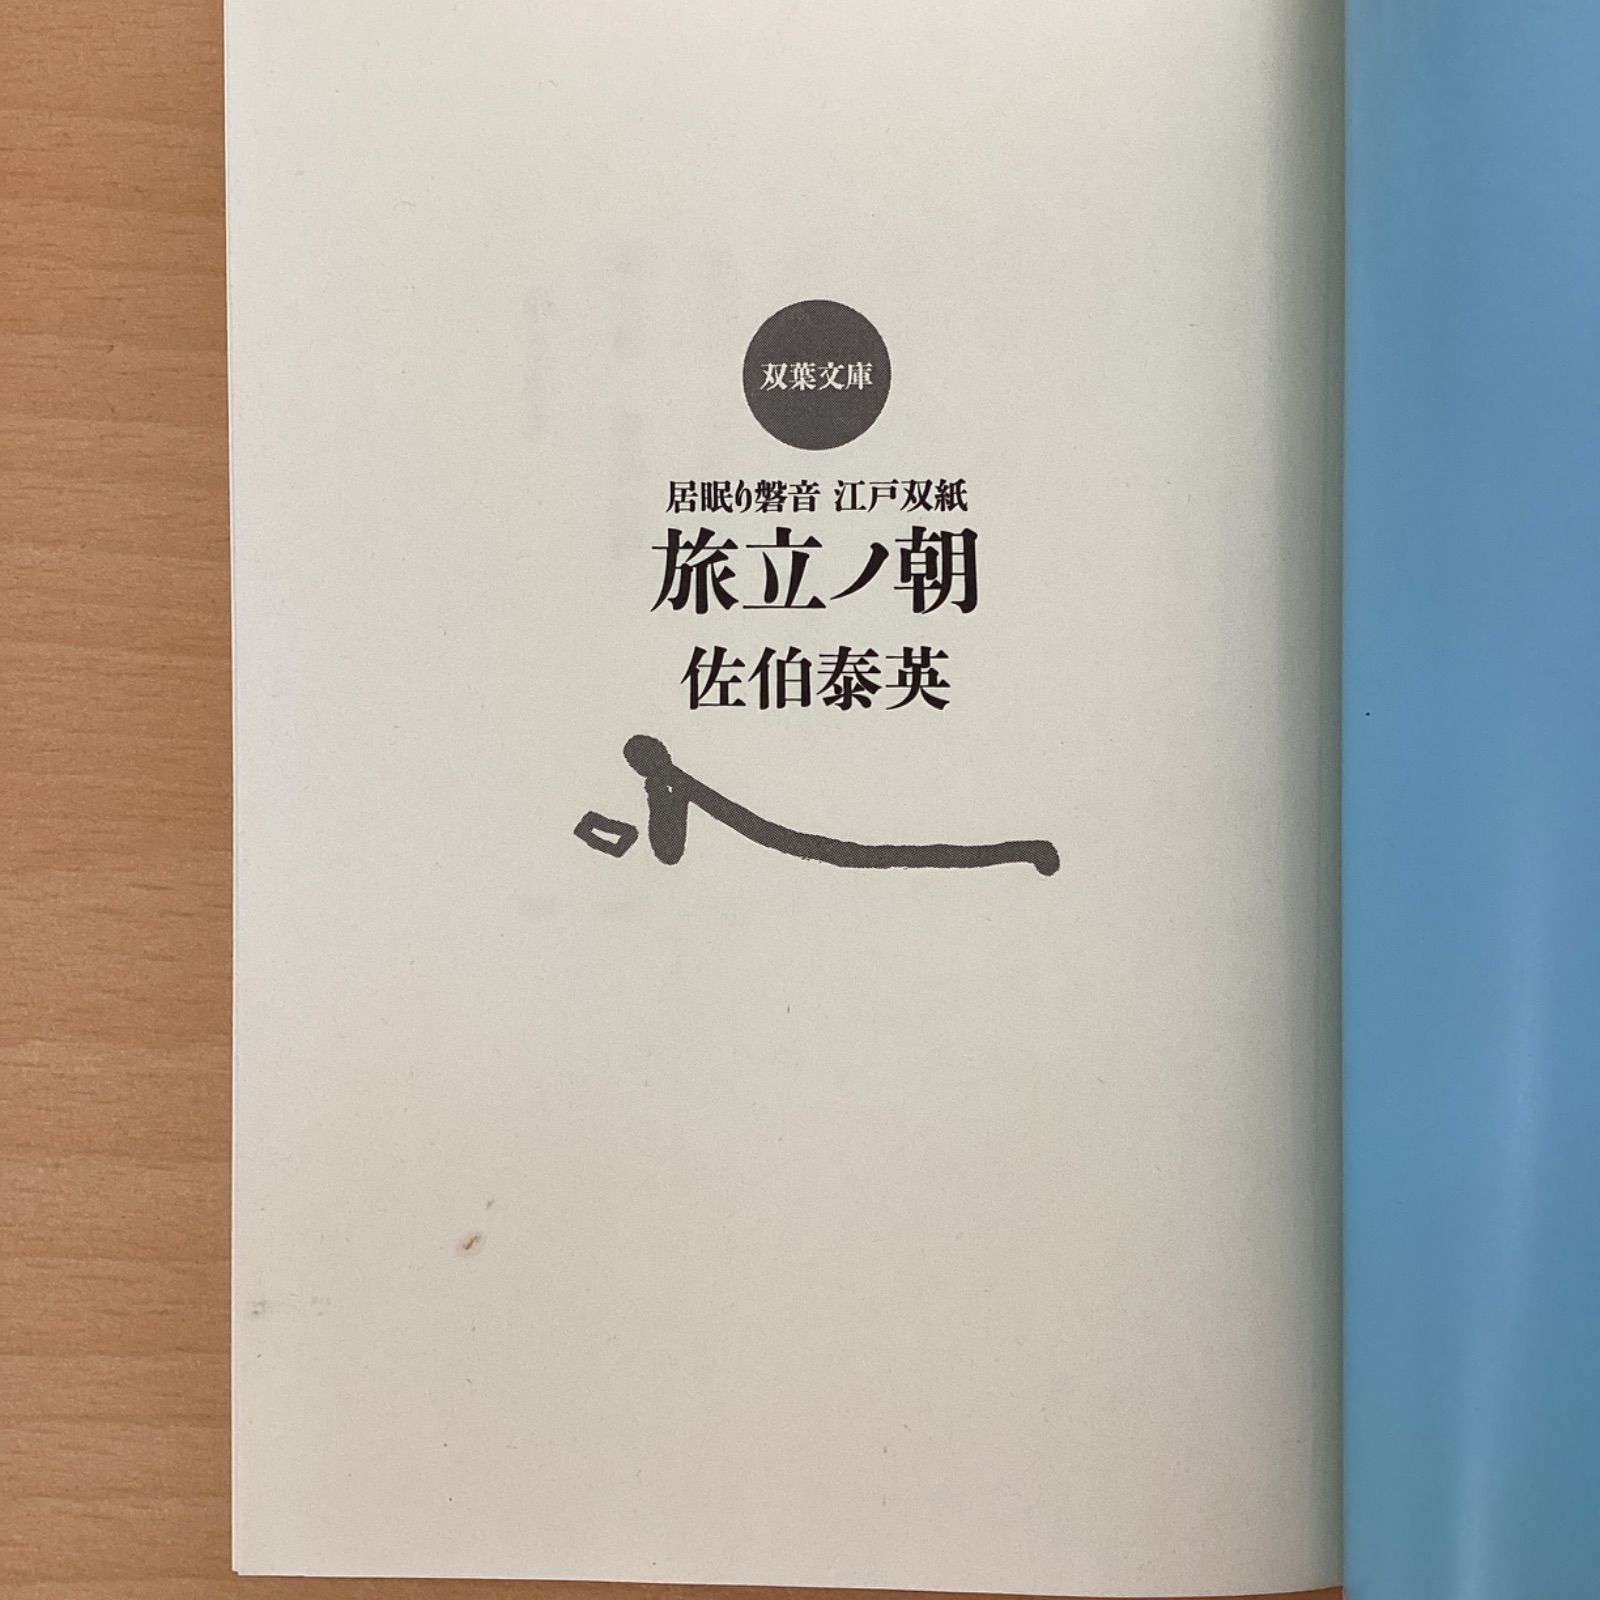 双葉文庫
居眠り磐音 江戸双紙
旅立ノ朝
佐伯泰英